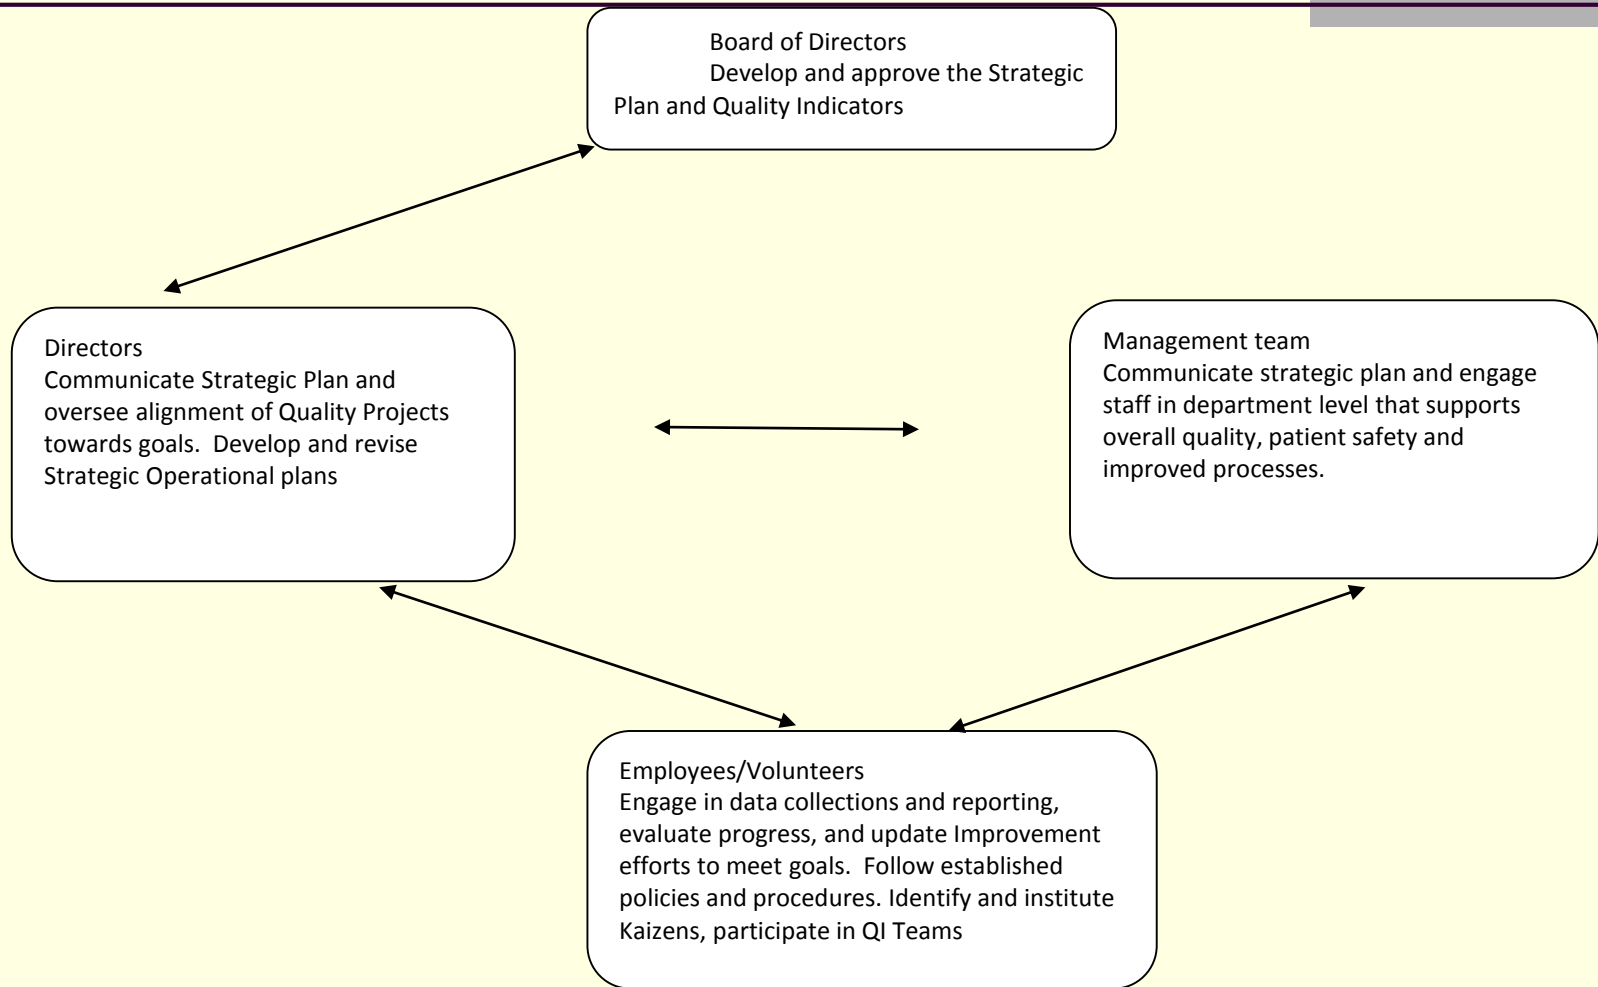 Board of Directors
Develop and approve the Strategic
Plan and Quality Indicators
Directors
Communicate Strategic Plan and
oversee alignment of Quality Projects
towards goals.  Develop and revise
Strategic Operational plans
Management team
Communicate strategic plan and engage
staff in department level that supports
overall quality, patient safety and
improved processes.
Employees/Volunteers
Engage in data collections and reporting,
evaluate progress, and update Improvement
efforts to meet goals.  Follow established
policies and procedures. Identify and institute
Kaizens, participate in QI Teams